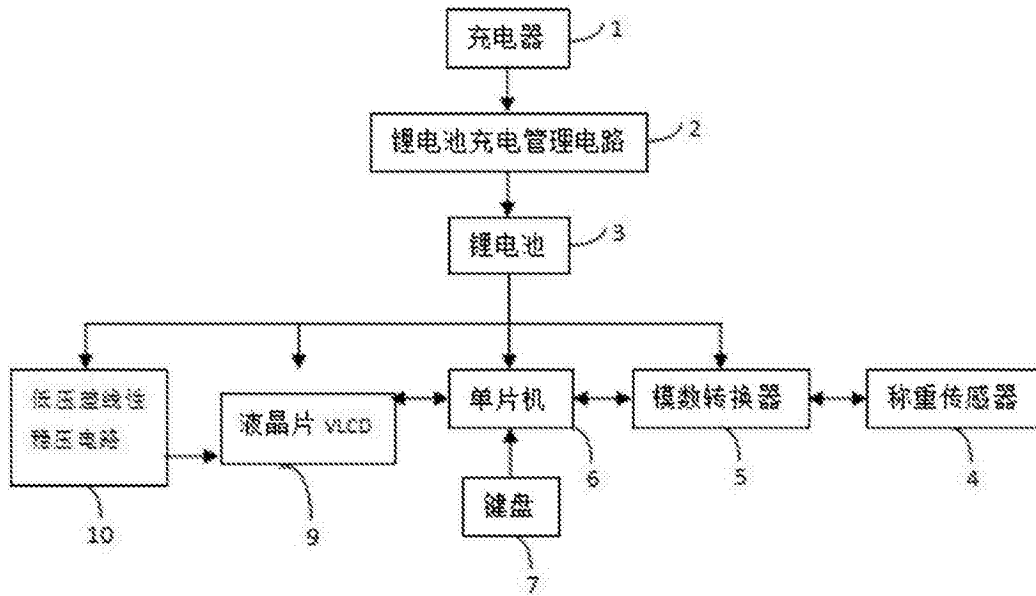 充电器
1
锂电池充电管理电路
2
锂电池
3
低压差线性
稳压电路
液晶片 VLCD
单片机
模数转换器
称重传感器
10
9
6
5
4
键盘
7